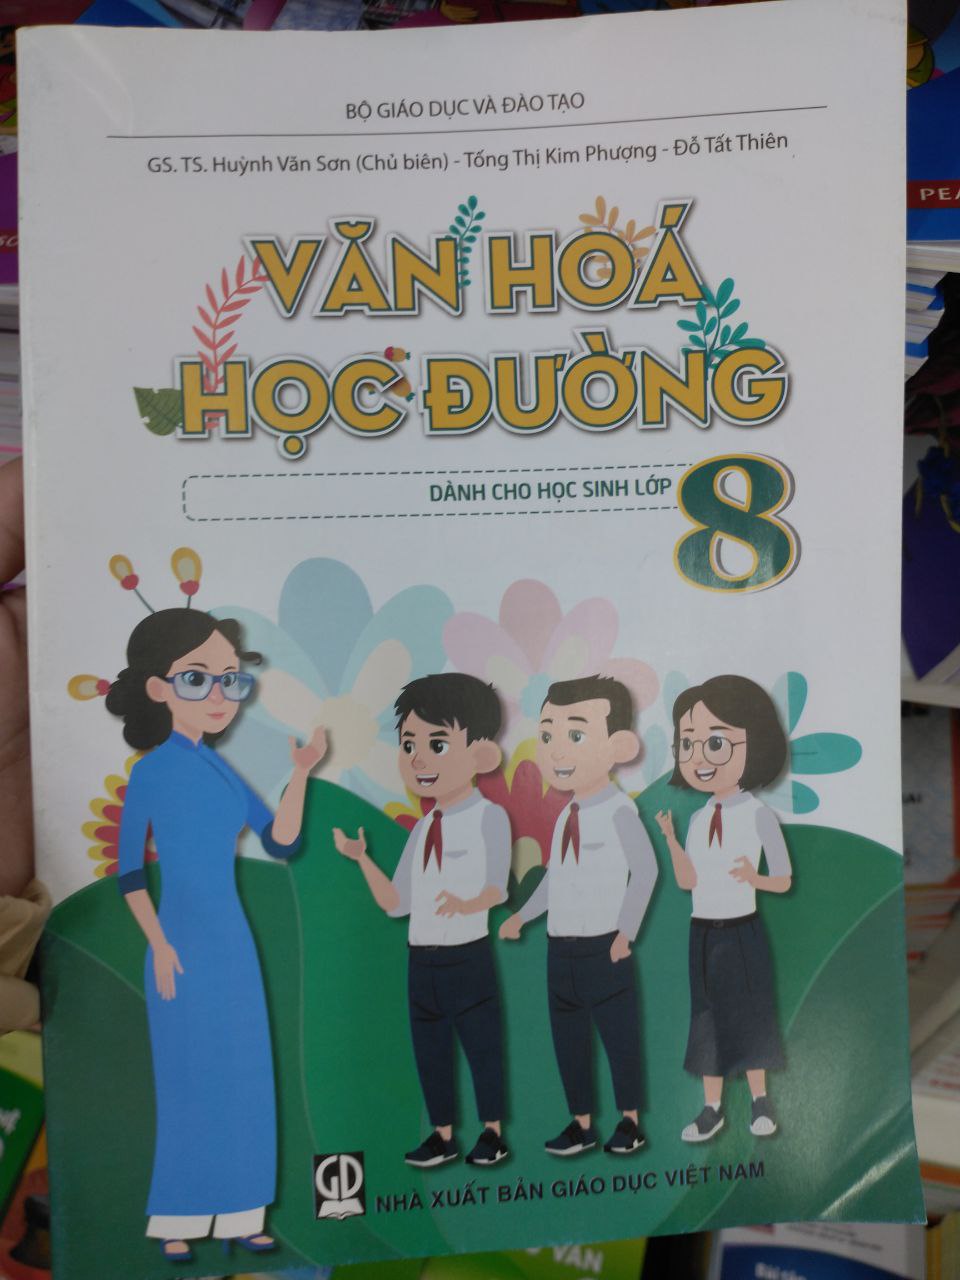 BỘ GIÁO DỤC VÀ ĐÀO TẠO
GS. TS. Huỳnh Văn Sơn (Chủ biên) - Tống Thị Kim Phượng - Đỗ Tất Thiên
VĂN HOÁ
HỌC ĐƯỜNG
DÀNH CHO HỌC SINH LỚP
8
GD
NHÀ XUẤT BẢN GIÁO DỤC VIỆT NAM